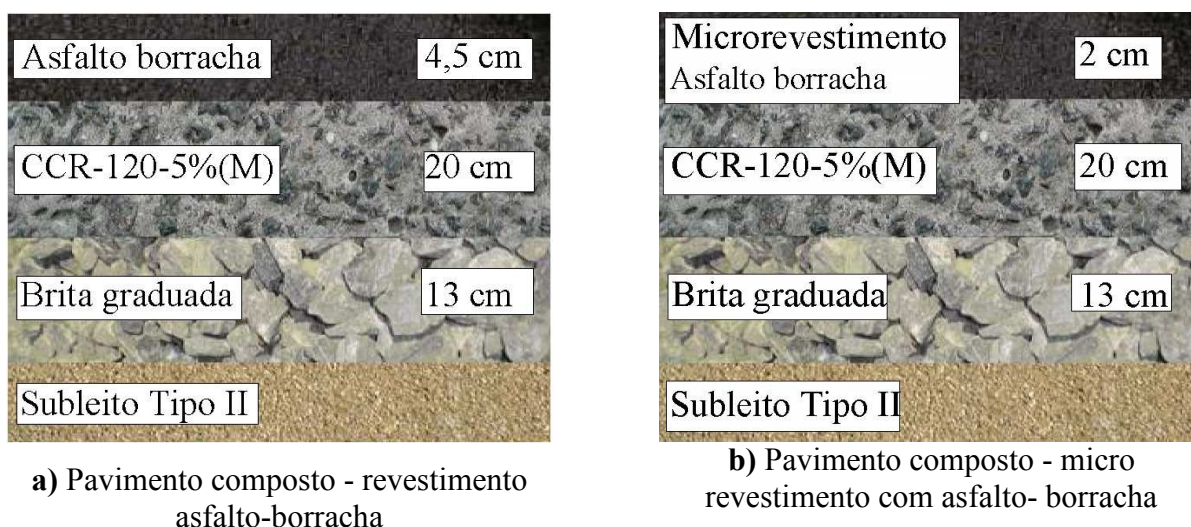 Asfalto borracha 4,5 cm
CCR-120-5%(M) 20 cm
Brita graduada 13 cm
Subleito Tipo II
a) Pavimento composto - revestimento
asfalto-borracha
Microrevestimento
Asfalto borracha
2 cm
CCR-120-5%(M) 20 cm
Brita graduada 13 cm
Subleito Tipo II
b) Pavimento composto - micro
revestimento com asfalto- borracha